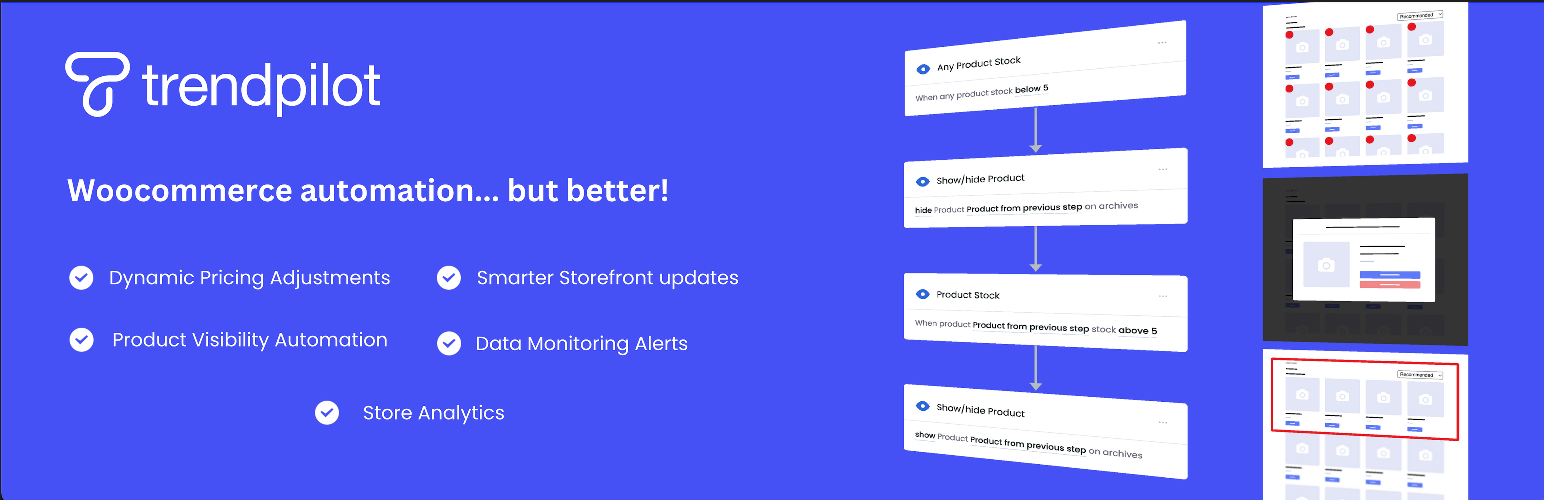 trendpilot
Woocommerce automation... but better!
Dynamic Pricing Adjustments
Smarter Storefront updates
Product Visibility Automation
Data Monitoring Alerts
Store Analytics
Any Product Stock
When any product stock below 5
Show/hide Product
hide Product Product from previous step on archives
Product Stock
When product Product from previous step stock above 5
Show/hide Product
show Product Product from previous step on archives
Recommended
Recommended